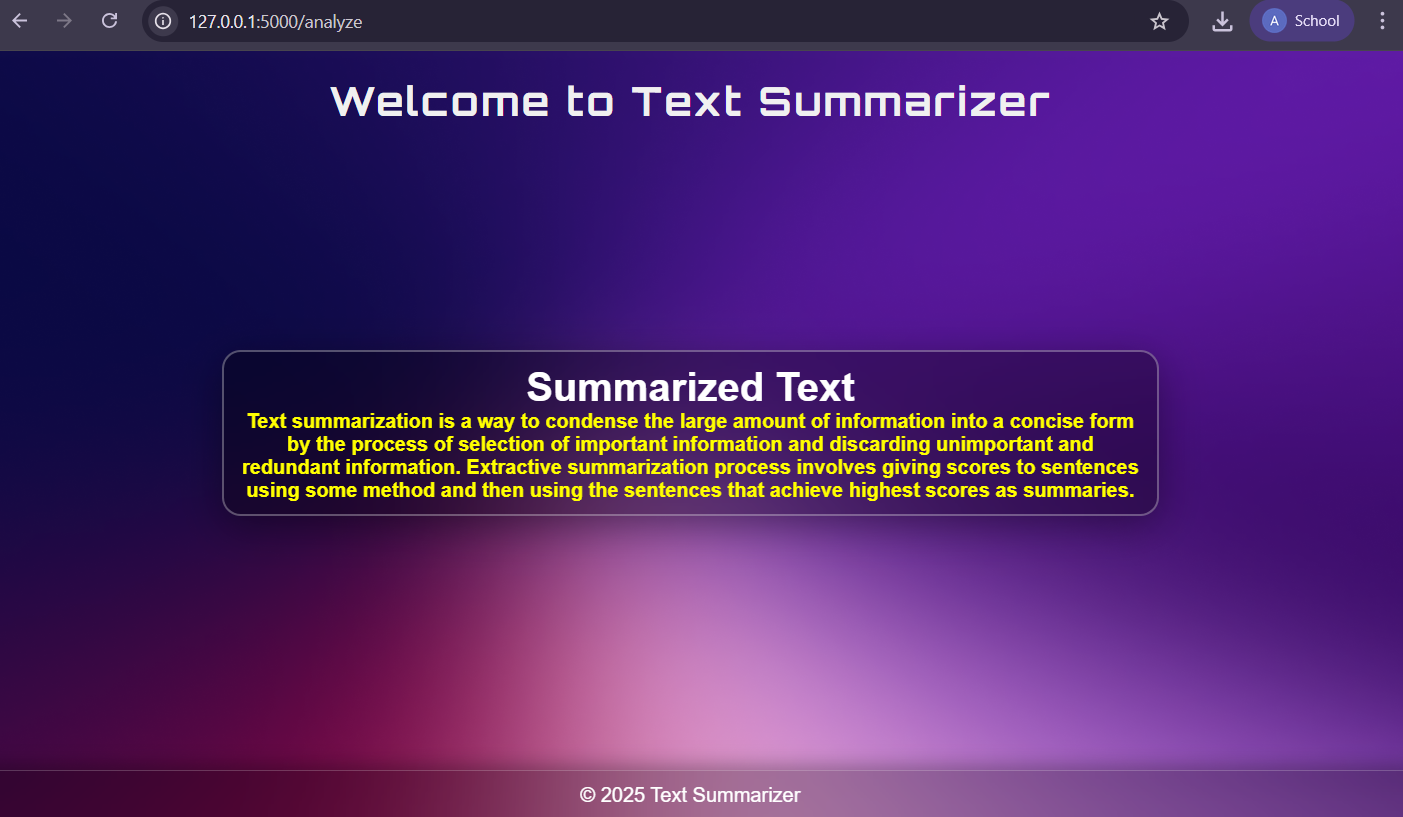 127.0.0.1:5000/analyze
A School
Welcome to Text Summarizer
Summarized Text
Text summarization is a way to condense the large amount of information into a concise form
by the process of selection of important information and discarding unimportant and
redundant information. Extractive summarization process involves giving scores to sentences
using some method and then using the sentences that achieve highest scores as summaries.
© 2025 Text Summarizer